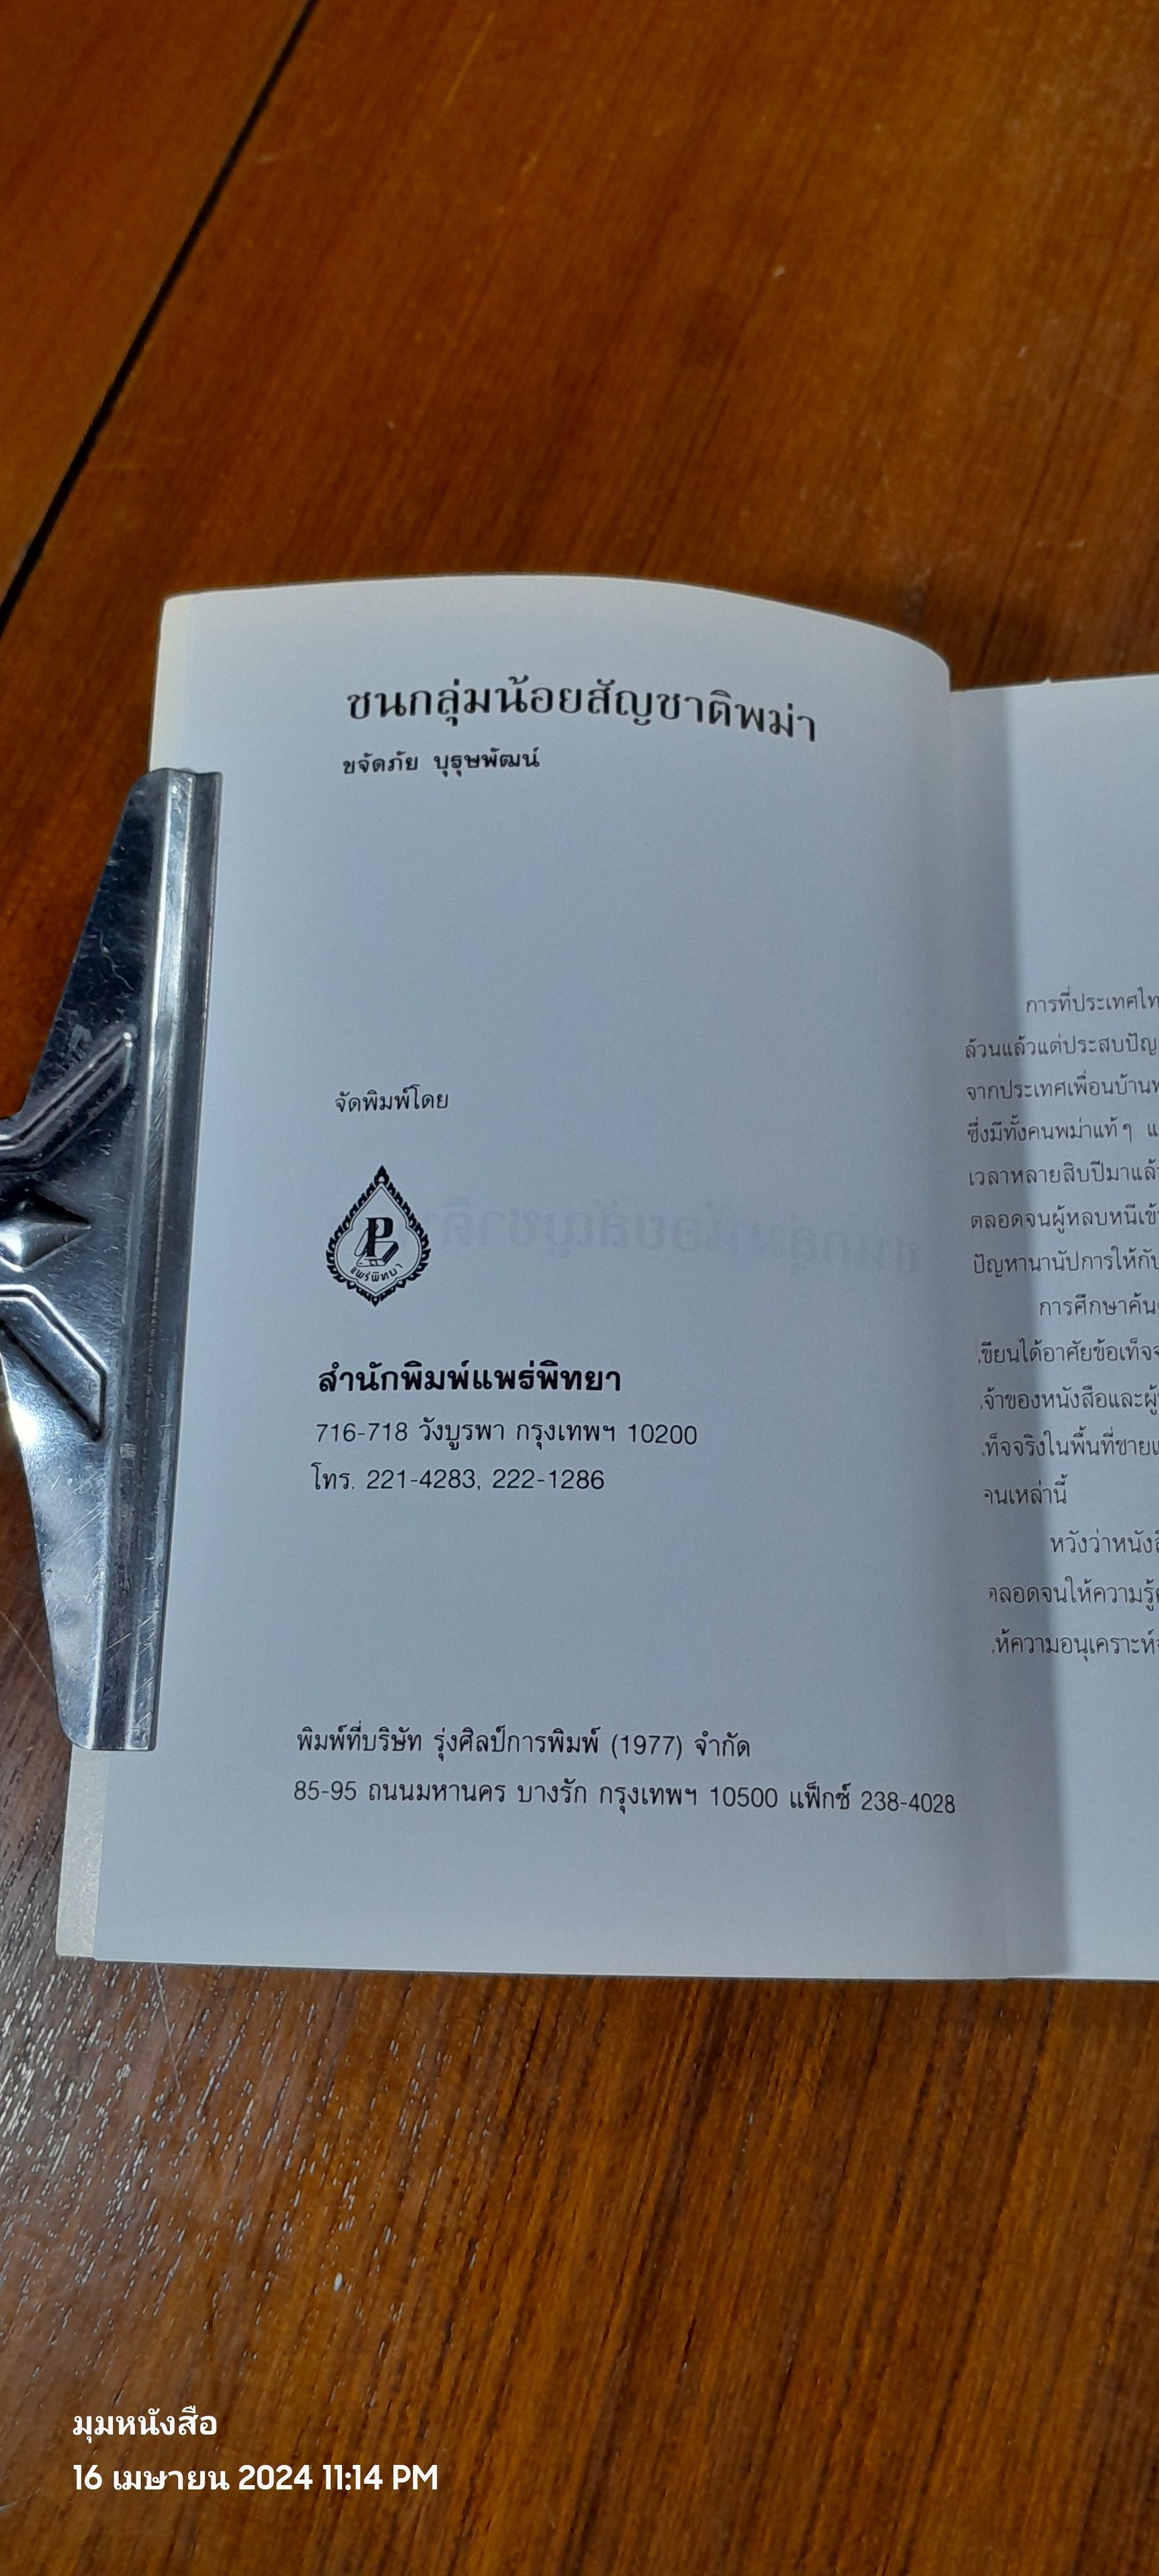 ชนกลุ่มน้อยสัญชาติพม่า
ขจัดภัย บุรุษพัฒน์
จัดพิมพ์โดย
P
แพร่พิทยา
สำนักพิมพ์แพร่พิทยา
716-718 วังบูรพา กรุงเทพฯ 10200
โทร. 221-4283, 222-1286
พิมพ์ที่บริษัท รุ่งศิลป์การพิมพ์ (1977) จำกัด
85-95 ถนนมหานคร บางรัก กรุงเทพฯ 10500 แฟ็กซ์ 238-4028
การที่ประเทศไท
ล้วนแล้วแต่ประสบปัญ
จากประเทศเพื่อนบ้าน
ซึ่งมีทั้งคนพม่าแท้ๆ แ
เวลาหลายสิบปีมาแล้
ตลอดจนผู้หลบหนีเข้
ปัญหานานัปการให้กับ
การศึกษาค้น
ขียนได้อาศัยข้อเท็จจ
จ้าของหนังสือและผู้
ท็จจริงในพื้นที่ชายแ
นเหล่านี้
หวังว่าหนังสื
ลอดจนให้ความรู้
ห้ความอนุเคราะห์
มุมหนังสือ
16 เมษายน 2024 11:14 PM